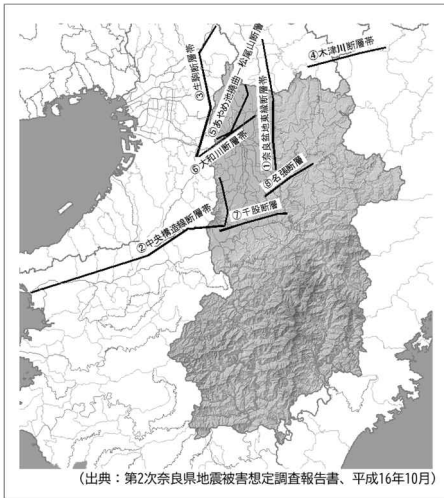 ④木津川断層帯
③生駒断層帯
⑤あやめ池撓曲―松尾山断層
①奈良盆地東縁断層帯
⑥大和川断層帯
⑧名張断層
②中央構造線断層帯
⑦千股断層
(出典:第2次奈良県地震被害想定調査報告書、平成16年10月)